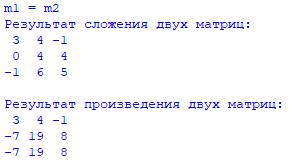 m1 = m2
Результат сложения двух матриц:
3 4 -1
0 4 4
-1 6 5
Результат произведения двух матриц:
3 4 -1
-7 19 8
-7 19 8